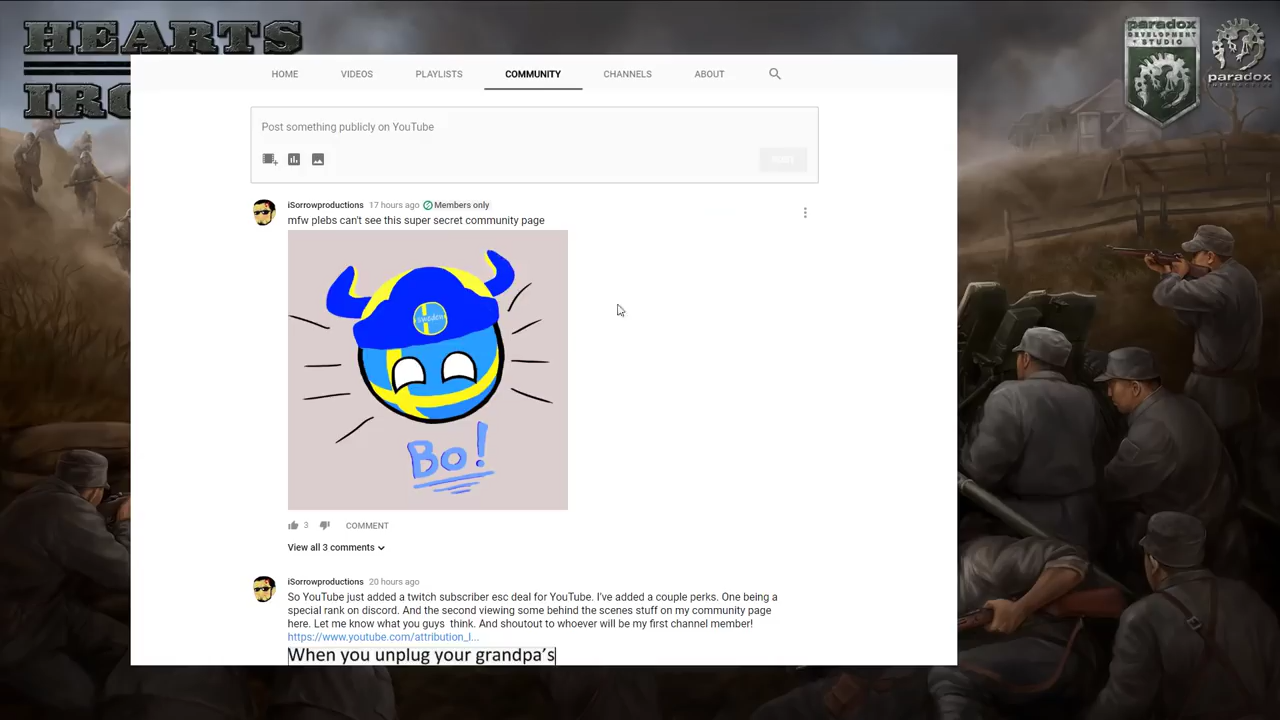 HEARTS
IRO
paradox
DEVELOPMENT
STUDIO
paradox
INTERACTIVE
HOME
VIDEOS
PLAYLISTS
COMMUNITY
CHANNELS
ABOUT
Post something publicly on YouTube
iSorrowproductions 17 hours ago Members only
mfw plebs can't see this super secret community page
sweden
Bo!
3 COMMENT
View all 3 comments
iSorrowproductions 20 hours ago
So YouTube just added a twitch subscriber esc deal for YouTube. I've added a couple perks. One being a
special rank on discord. And the second viewing some behind the scenes stuff on my community page
here. Let me know what you guys think. And shoutout to whoever will be my first channel member!
https://www.youtube.com/attribution_l...
When you unplug your grandpa's